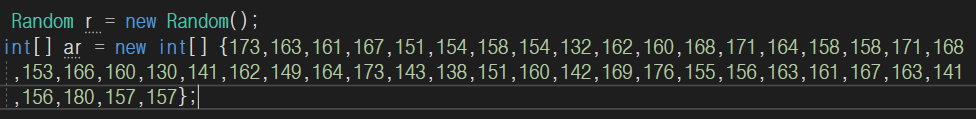 Random r = new Random();
int[] ar = new int[] {173,163,161,167,151,154,158,154,132,162,160,168,171,164,158,158,171,168
,153,166,160,130,141,162,149,164,173,143,138,151,160,142,169,176,155,156,163,161,167,163,141
,156,180,157,157};